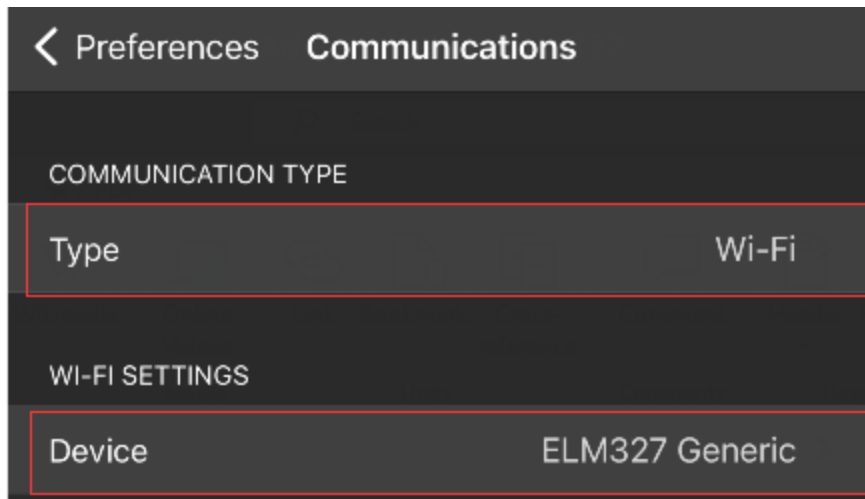 Preferences Communications
COMMUNICATION TYPE
Type Wi-Fi
WI-FI SETTINGS
Device ELM327 Generic